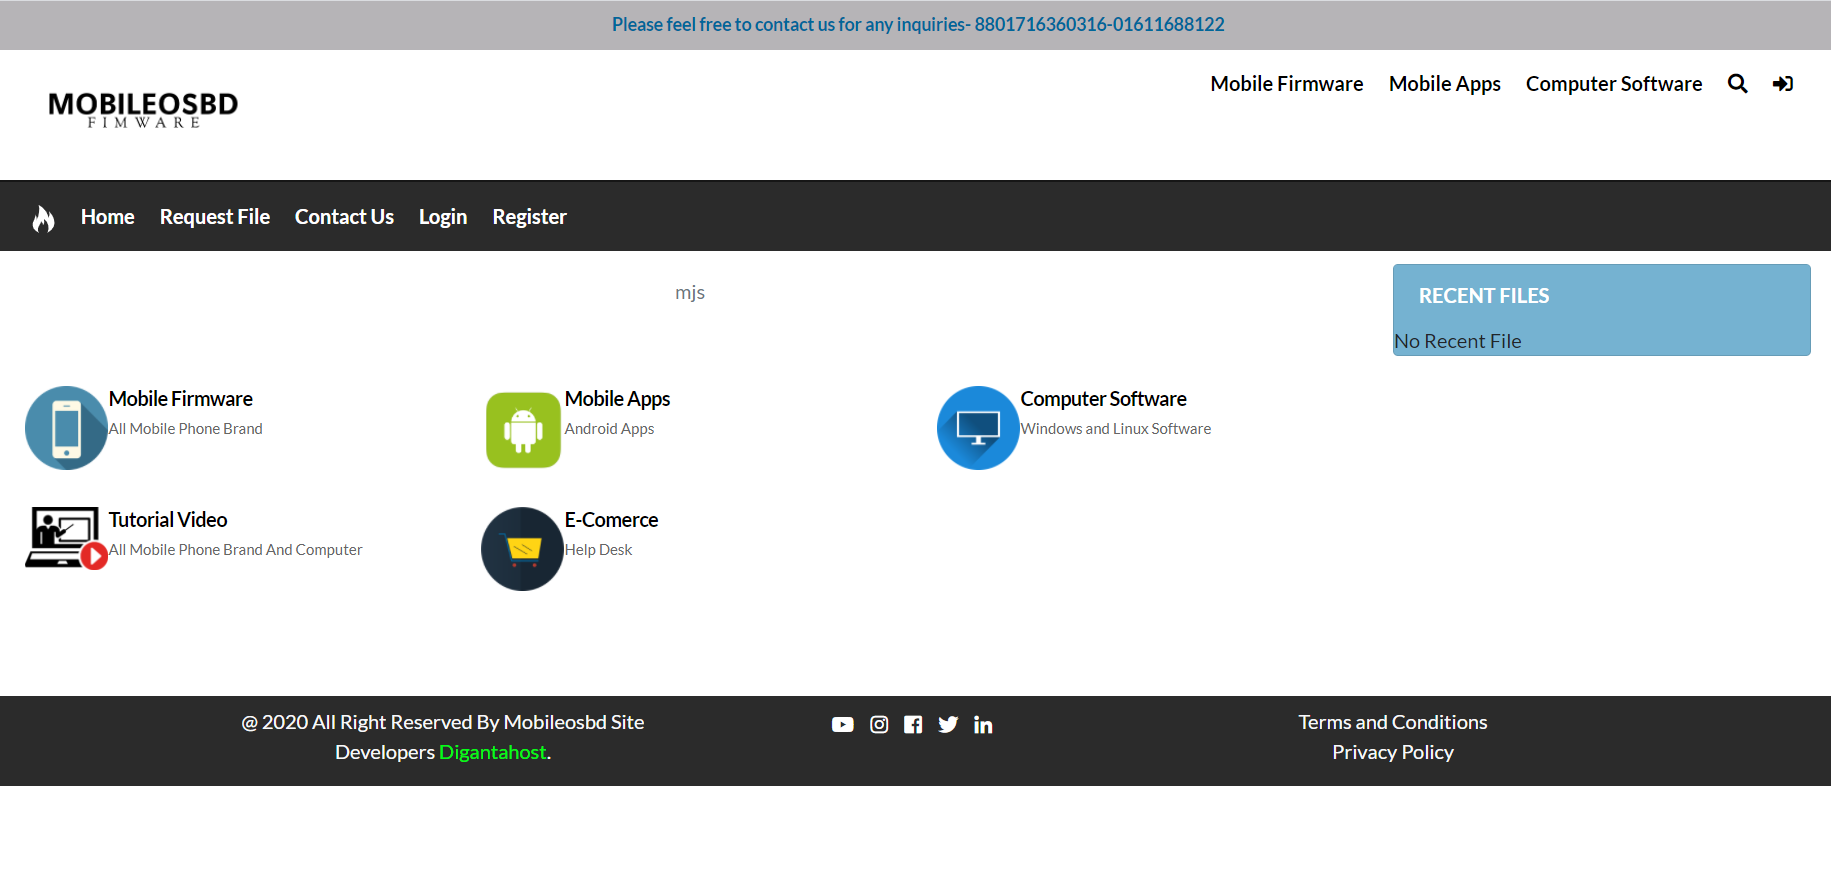 Please feel free to contact us for any inquiries- 8801716360316-01611688122
MOBILEOSBD
FIMWARE
Mobile Firmware Mobile Apps Computer Software
Home Request File Contact Us Login Register
mjs
RECENT FILES
No Recent File
Mobile Firmware
All Mobile Phone Brand
Mobile Apps
Android Apps
Computer Software
Windows and Linux Software
Tutorial Video
All Mobile Phone Brand And Computer
E-Comerce
Help Desk
@ 2020 All Right Reserved By Mobileosbd Site
Developers Digantahost.
Terms and Conditions
Privacy Policy